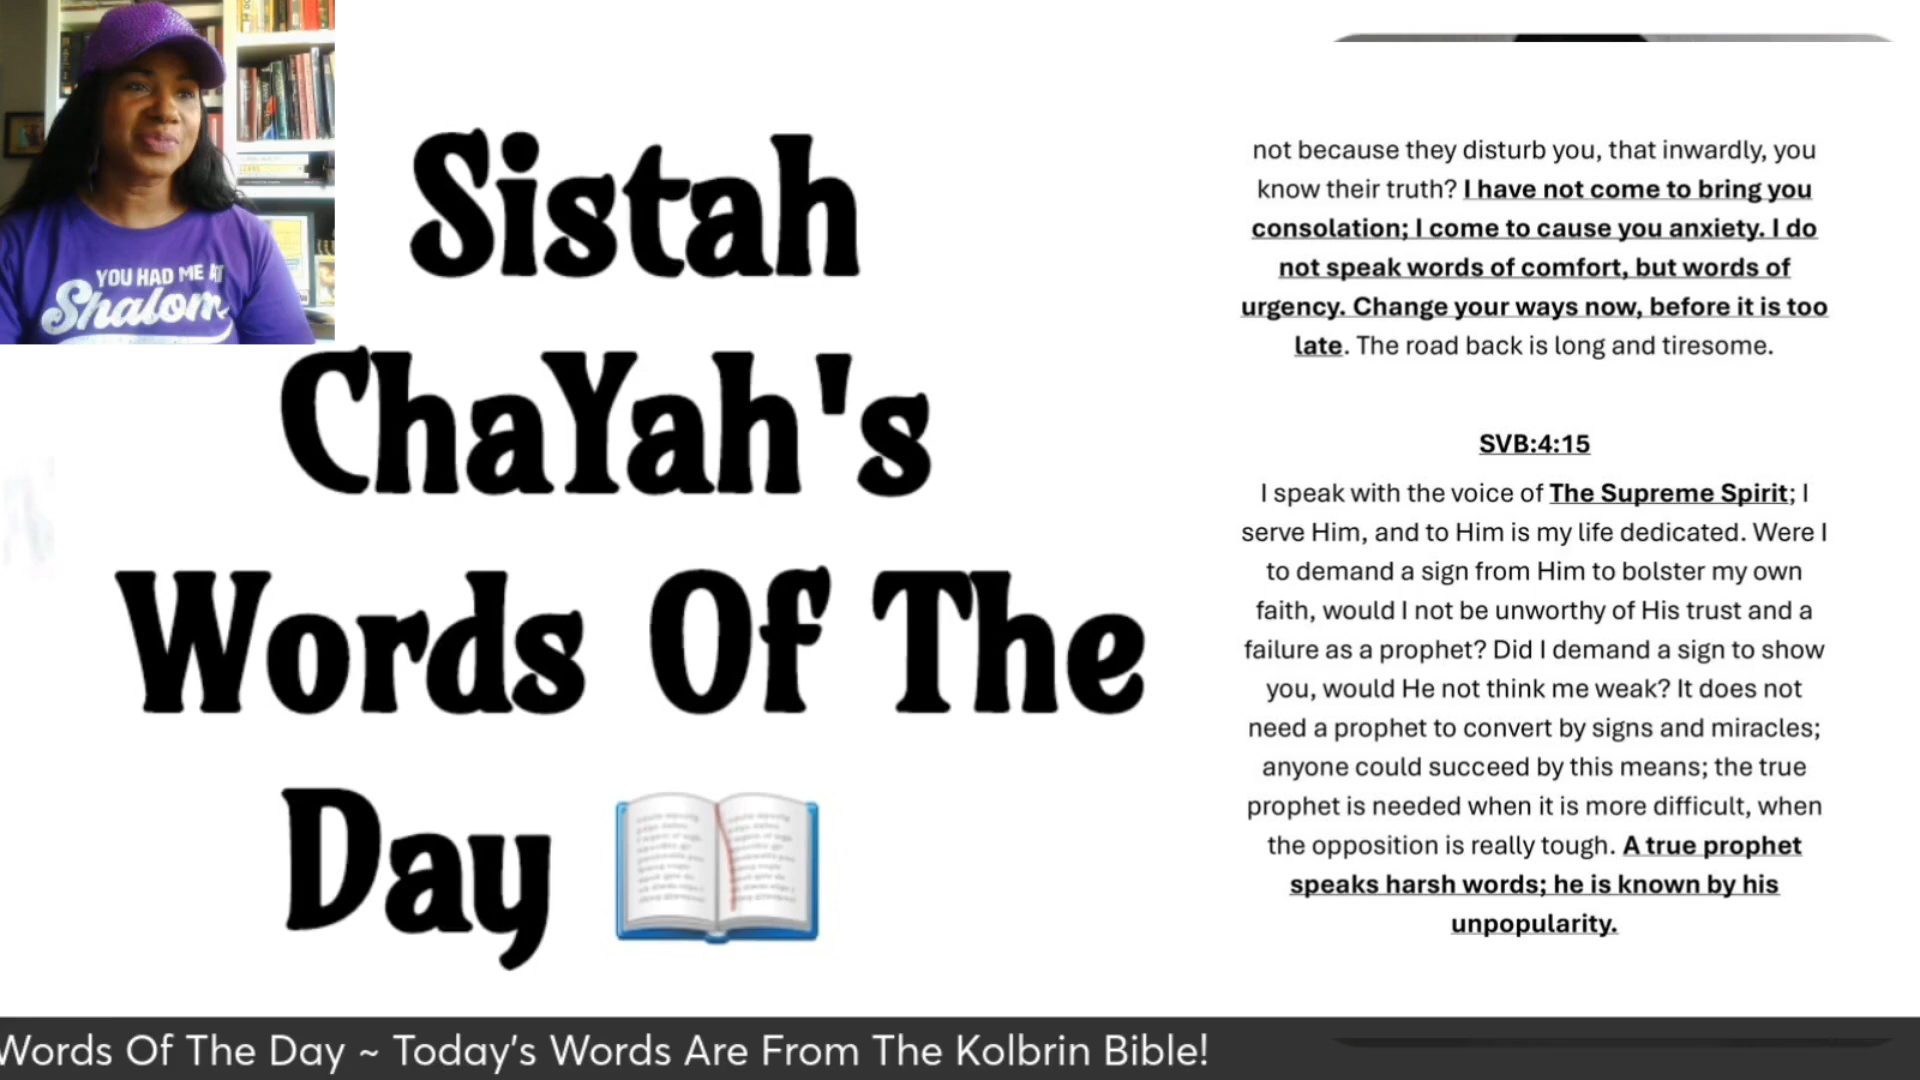 YOU HAD ME AT
Shalom
Sistah
ChaYah's
Words Of The
Day
not because they disturb you, that inwardly, you
know their truth? I have not come to bring you
consolation; I come to cause you anxiety. I do
not speak words of comfort, but words of
urgency. Change your ways now, before it is too
late. The road back is long and tiresome.
SVB:4:15
I speak with the voice of The Supreme Spirit; I
serve Him, and to Him is my life dedicated. Were I
to demand a sign from Him to bolster my own
faith, would I not be unworthy of His trust and a
failure as a prophet? Did I demand a sign to show
you, would He not think me weak? It does not
need a prophet to convert by signs and miracles;
anyone could succeed by this means; the true
prophet is needed when it is more difficult, when
the opposition is really tough. A true prophet
speaks harsh words; he is known by his
unpopularity.
Words Of The Day ~ Today's Words Are From The Kolbrin Bible!